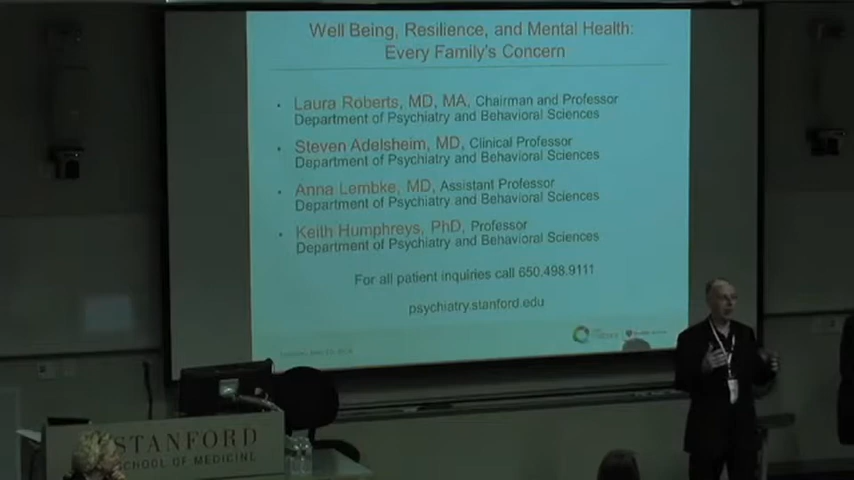 Well Being, Resilience, and Mental Health:
Every Family's Concern
• Laura Roberts, MD, MA, Chairman and Professor
Department of Psychiatry and Behavioral Sciences
• Steven Adelsheim, MD, Clinical Professor
Department of Psychiatry and Behavioral Sciences
• Anna Lembke, MD, Assistant Professor
Department of Psychiatry and Behavioral Sciences
• Keith Humphreys, PhD, Professor
Department of Psychiatry and Behavioral Sciences
For all patient inquiries call 650.498.9111
psychiatry.stanford.edu
STANFORD
SCHOOL OF MEDICINE